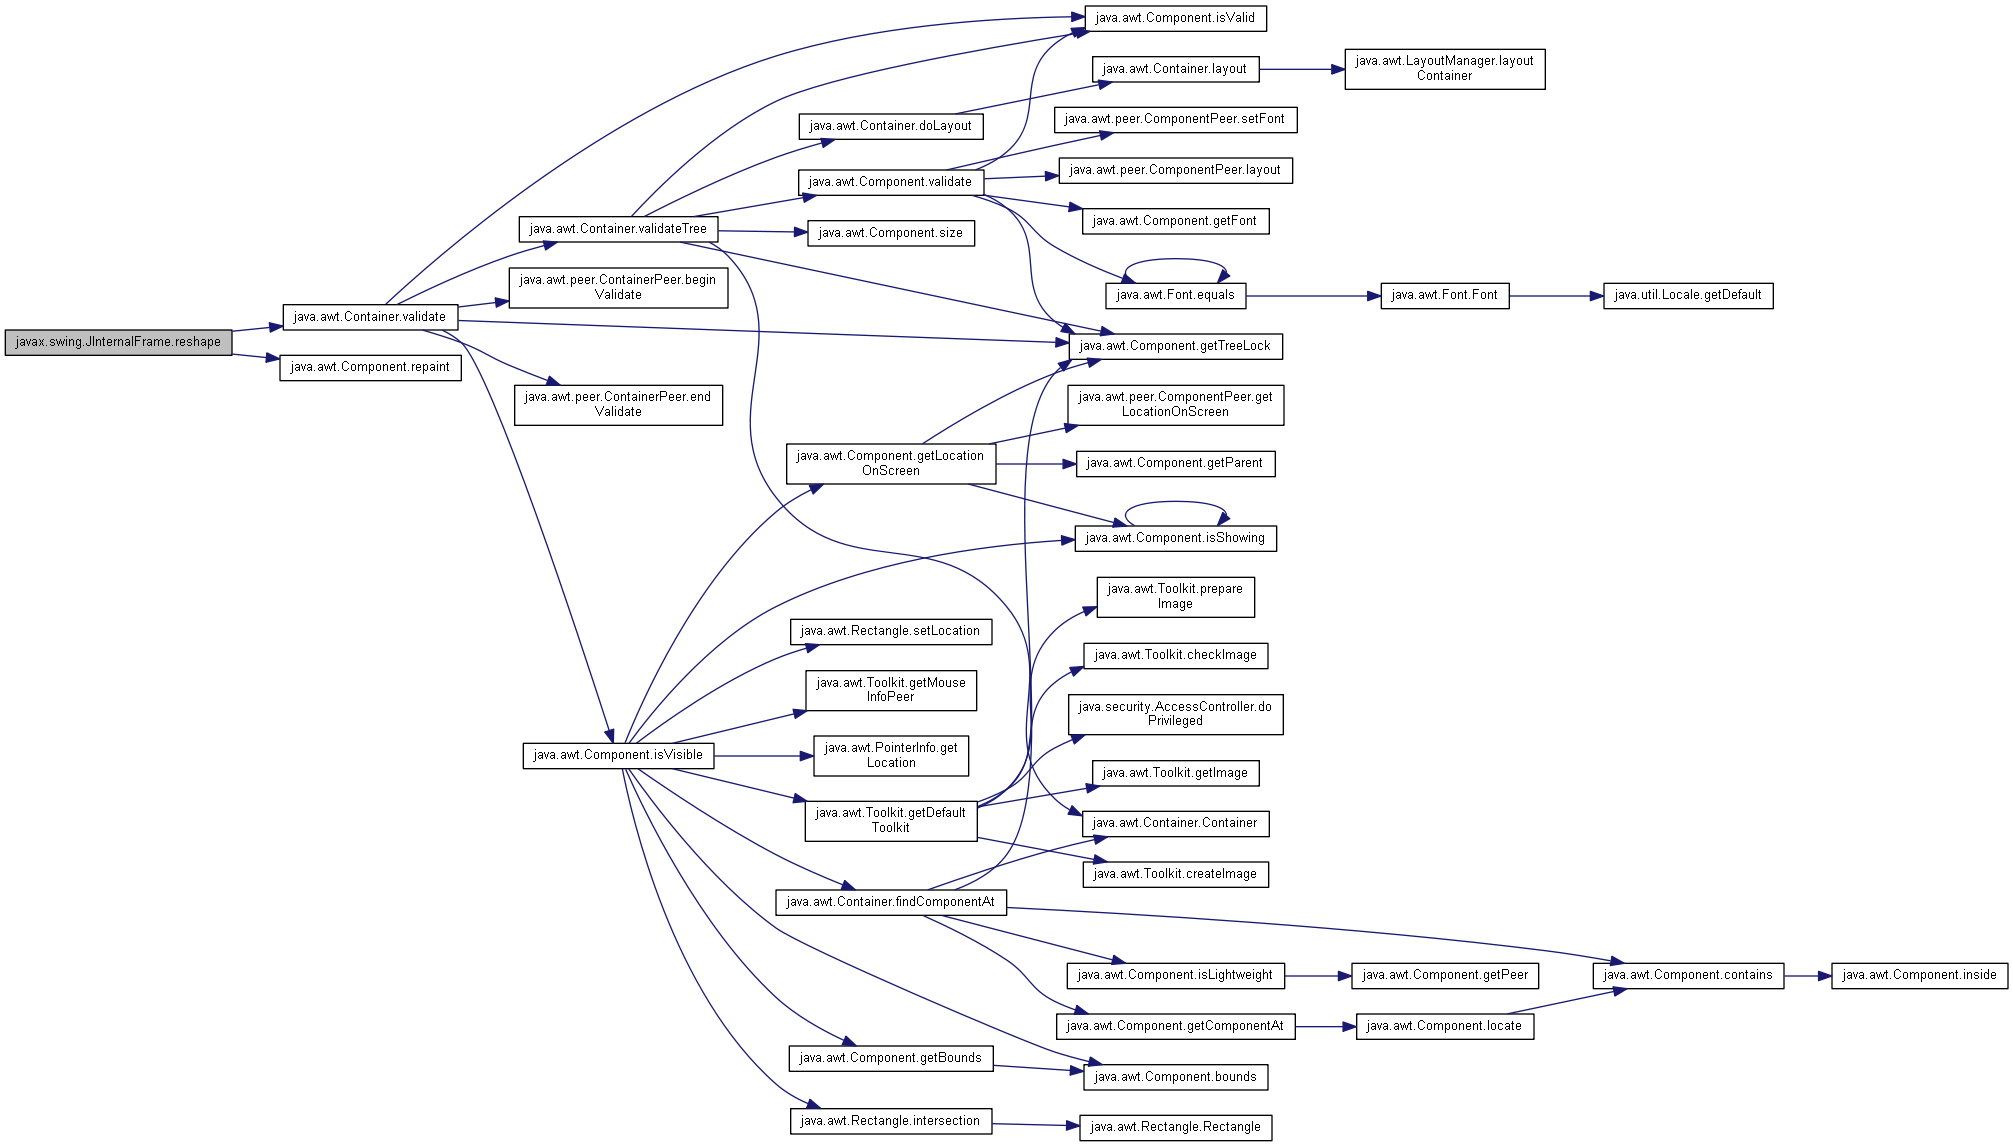 java.awt.Component.isValid
java.awt.LayoutManager.layout
Container
java.awt.Container.layout
java.awt.peer.ComponentPeer.setFont
java.awt.Container.doLayout
java.awt.peer.ComponentPeer.layout
java.awt.Component.validate
java.awt.Component.getFont
java.awt.Container.validateTree
java.awt.Component.size
java.awt.peer.ContainerPeer.begin
Validate
java.awt.Font.equals
java.awt.Font.Font
java.util.Locale.getDefault
java.awt.Container.validate
javax.swing.JInternalFrame.reshape
java.awt.Component.getTreeLock
java.awt.Component.repaint
java.awt.peer.ContainerPeer.end
Validate
java.awt.peer.ComponentPeer.get
LocationOnScreen
java.awt.Component.getLocation
OnScreen
java.awt.Component.getParent
java.awt.Component.isShowing
java.awt.Toolkit.prepare
Image
java.awt.Rectangle.setLocation
java.awt.Toolkit.checkImage
java.awt.Toolkit.getMouse
InfoPeer
java.security.AccessController.do
Privileged
java.awt.Component.isVisible
java.awt.PointerInfo.get
Location
java.awt.Toolkit.getImage
java.awt.Toolkit.getDefault
Toolkit
java.awt.Container.Container
java.awt.Toolkit.createImage
java.awt.Container.findComponentAt
java.awt.Component.isLightweight
java.awt.Component.getPeer
java.awt.Component.contains
java.awt.Component.inside
java.awt.Component.getComponentAt
java.awt.Component.locate
java.awt.Component.getBounds
java.awt.Component.bounds
java.awt.Rectangle.intersection
java.awt.Rectangle.Rectangle